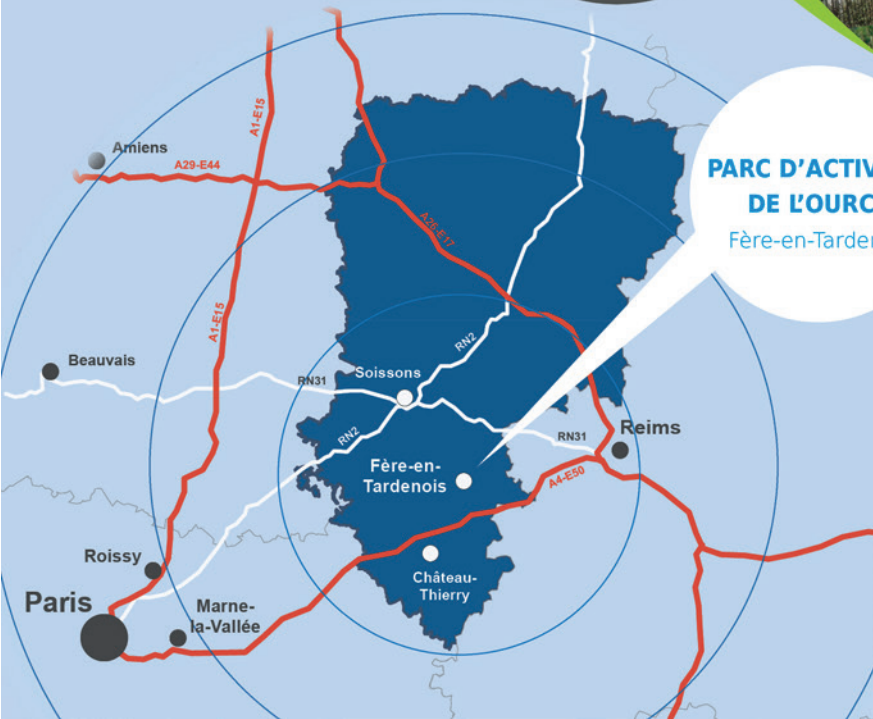 A1-E15
Amiens
A29-E44
PARC D'ACTIV
DE L'OURC
Fère-en-Tarden
A26-E17
A1-E15
Beauvais
RN2
Soissons
RN31
RN2
RN31
Reims
Fère-en-
Tardenois
A4-E50
Roissy
Château-
Thierry
Paris
Marne-
la-Vallée